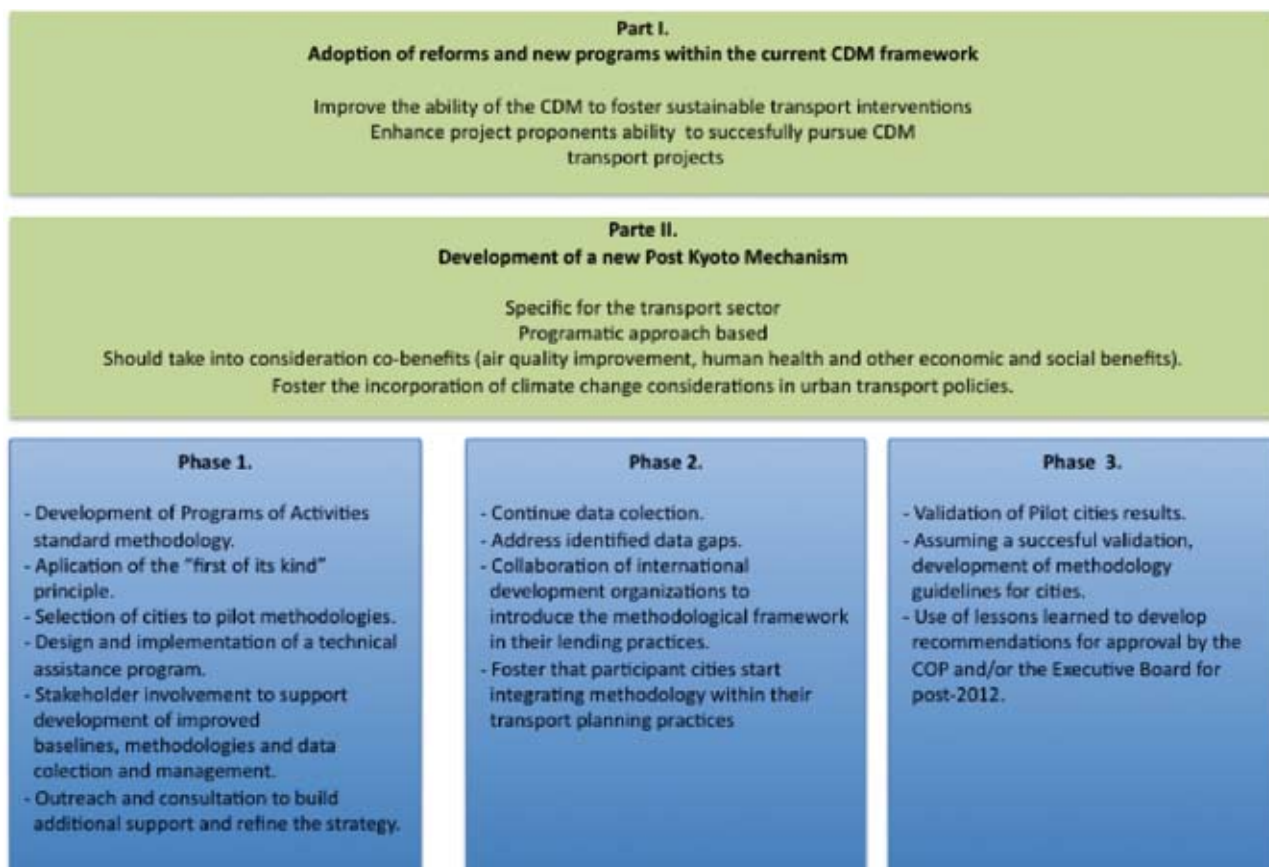 Part I.
Adoption of reforms and new programs within the current CDM framework
Improve the ability of the CDM to foster sustainable transport interventions
Enhance project proponents ability to succesfully pursue CDM
transport projects
Parte II.
Development of a new Post Kyoto Mechanism
Specific for the transport sector
Programatic approach based
Should take into consideration co-benefits (air quality improvement, human health and other economic and social benefits).
Foster the incorporation of climate change considerations in urban transport policies.
Phase 1.
- Development of Programs of Activities
standard methodology.
- Aplication of the “first of its kind”
principle.
- Selection of cities to pilot methodologies.
- Design and implementation of a technical
assistance program.
- Stakeholder involvement to support
development of improved
baselines, methodologies and data
colection and management.
- Outreach and consultation to build
additional support and refine the strategy.
Phase 2.
- Continue data colection.
- Address identified data gaps.
- Collaboration of international
development organizations to
introduce the methodological framework
in their lending practices.
- Foster that participant cities start
integrating methodology within their
transport planning practices
Phase 3.
- Validation of Pilot cities results.
- Assuming a succesful validation,
development of methodology
guidelines for cities.
- Use of lessons learned to develop
recommendations for approval by the
COP and/or the Executive Board for
post-2012.